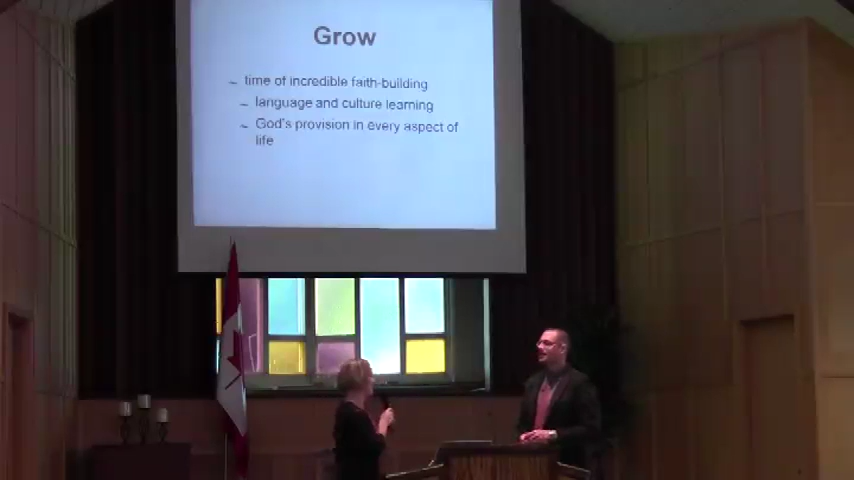 Grow
~ time of incredible faith-building
~ language and culture learning
~ God's provision in every aspect of
life